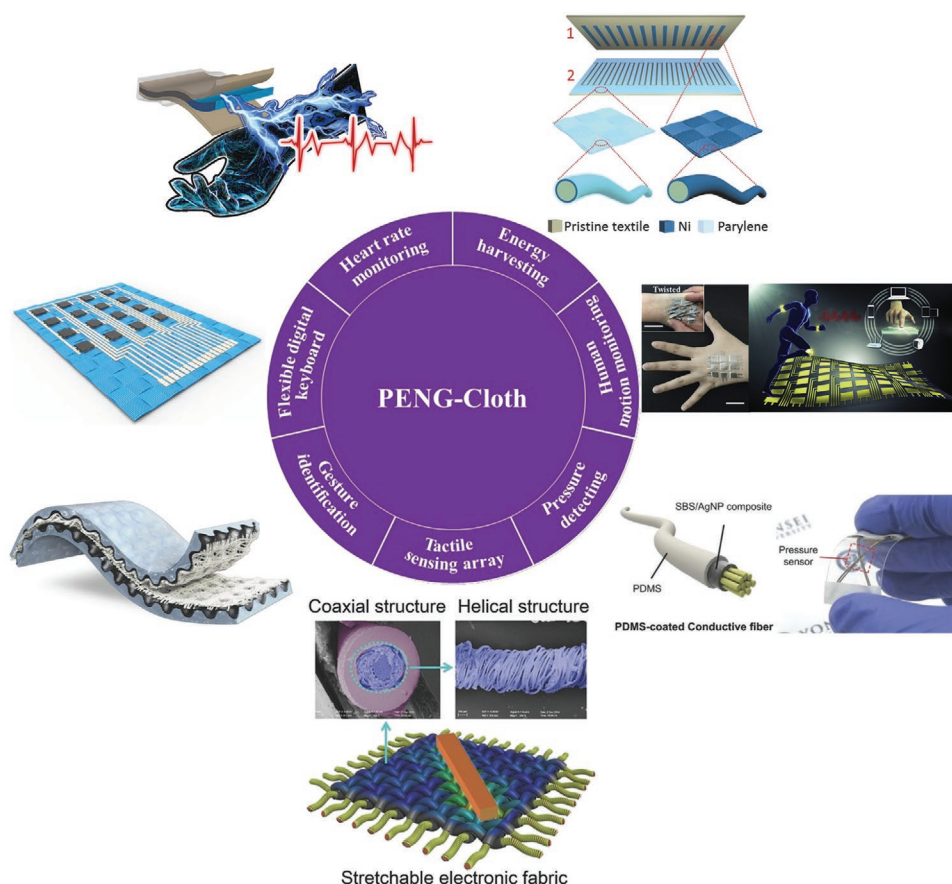 1
2
Pristine textile
Ni
Parylene
Heart rate
monitoring
Energy
harvesting
Flexible digital
keyboard
Human
motion monitoring
PENG-Cloth
Gesture
identification
Pressure
detecting
Tactile
sensing array
Twisted
SBS/AgNP composite
PDMS
PDMS-coated Conductive fiber
Pressure
sensor
Coaxial structure
Helical structure
Stretchable electronic fabric